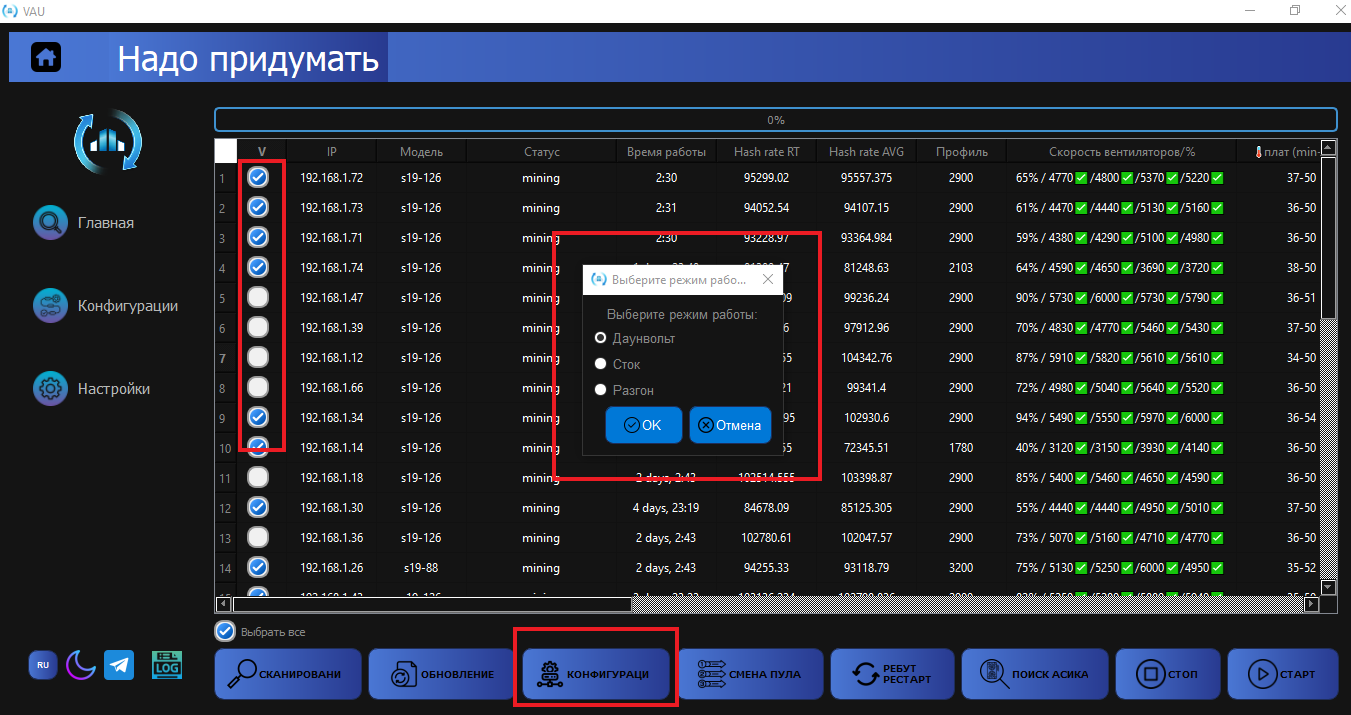 VAU
Надо придумать
0%
V IP Модель Статус Время работы Hash rate RT Hash rate AVG Профиль Скорость вентиляторов/% плат (min-
1 192.168.1.72 s19-126 mining 2:30 95299.02 95557.375 2900 65% / 4770 ✅ /4800 ✅ /5370 ✅ /5220 ✅ 37-50
2 192.168.1.73 s19-126 mining 2:31 94052.54 94107.15 2900 61% / 4470 ✅ /4440 ✅ /5130 ✅ /5160 ✅ 36-50
3 192.168.1.71 s19-126 mining 2:30 93228.97 93364.984 2900 59% / 4380 ✅ /4290 ✅ /5100 ✅ /4980 ✅ 36-50
4 192.168.1.74 s19-126 mining 81248.63 2103 64% / 4590 ✅ /4650 ✅ /3690 ✅ /3720 ✅ 38-50
5 192.168.1.47 s19-126 mining 99236.24 2900 90% / 5730 ✅ /6000 ✅ /5730 ✅ /5790 ✅ 36-51
6 192.168.1.39 s19-126 mining 97912.96 2900 70% / 4830 ✅ /4770 ✅ /5460 ✅ /5430 ✅ 37-50
7 192.168.1.12 s19-126 mining 104342.76 2900 87% / 5910 ✅ /5820 ✅ /5610 ✅ /5610 ✅ 34-50
8 192.168.1.66 s19-126 mining 99341.4 2900 72% / 4980 ✅ /5040 ✅ /5640 ✅ /5520 ✅ 36-50
9 192.168.1.34 s19-126 mining 102930.6 2900 94% / 5490 ✅ /5550 ✅ /5970 ✅ /6000 ✅ 36-54
10 192.168.1.14 s19-126 mining 72345.51 1780 40% / 3120 ✅ /3150 ✅ /3930 ✅ /4140 ✅ 36-50
11 192.168.1.18 s19-126 mining 2 days, 2:43 102514.555 103398.87 2900 85% / 5400 ✅ /5460 ✅ /4650 ✅ /4590 ✅ 36-50
12 192.168.1.30 s19-126 mining 4 days, 23:19 84678.09 85125.305 2900 55% / 4440 ✅ /4440 ✅ /4950 ✅ /5010 ✅ 37-50
13 192.168.1.36 s19-126 mining 2 days, 2:43 102780.61 102047.57 2900 73% / 5070 ✅ /5160 ✅ /4710 ✅ /4770 ✅ 36-50
14 192.168.1.26 s19-88 mining 2 days, 2:43 94255.33 93118.79 3200 75% / 5130 ✅ /5250 ✅ /6000 ✅ /4950 ✅ 35-52
Выберите режим рабо...
Выберите режим работы:
Даунвольт
Сток
Разгон
OK Отмена
Главная
Конфигурации
Настройки
Выбрать все
RU
LOG
СКАНИРОВАНИ ОБНОВЛЕНИЕ КОНФИГУРАЦИ СМЕНА ПУЛА РЕБУТ
РЕСТАРТ ПОИСК АСИКА СТОП СТАРТ